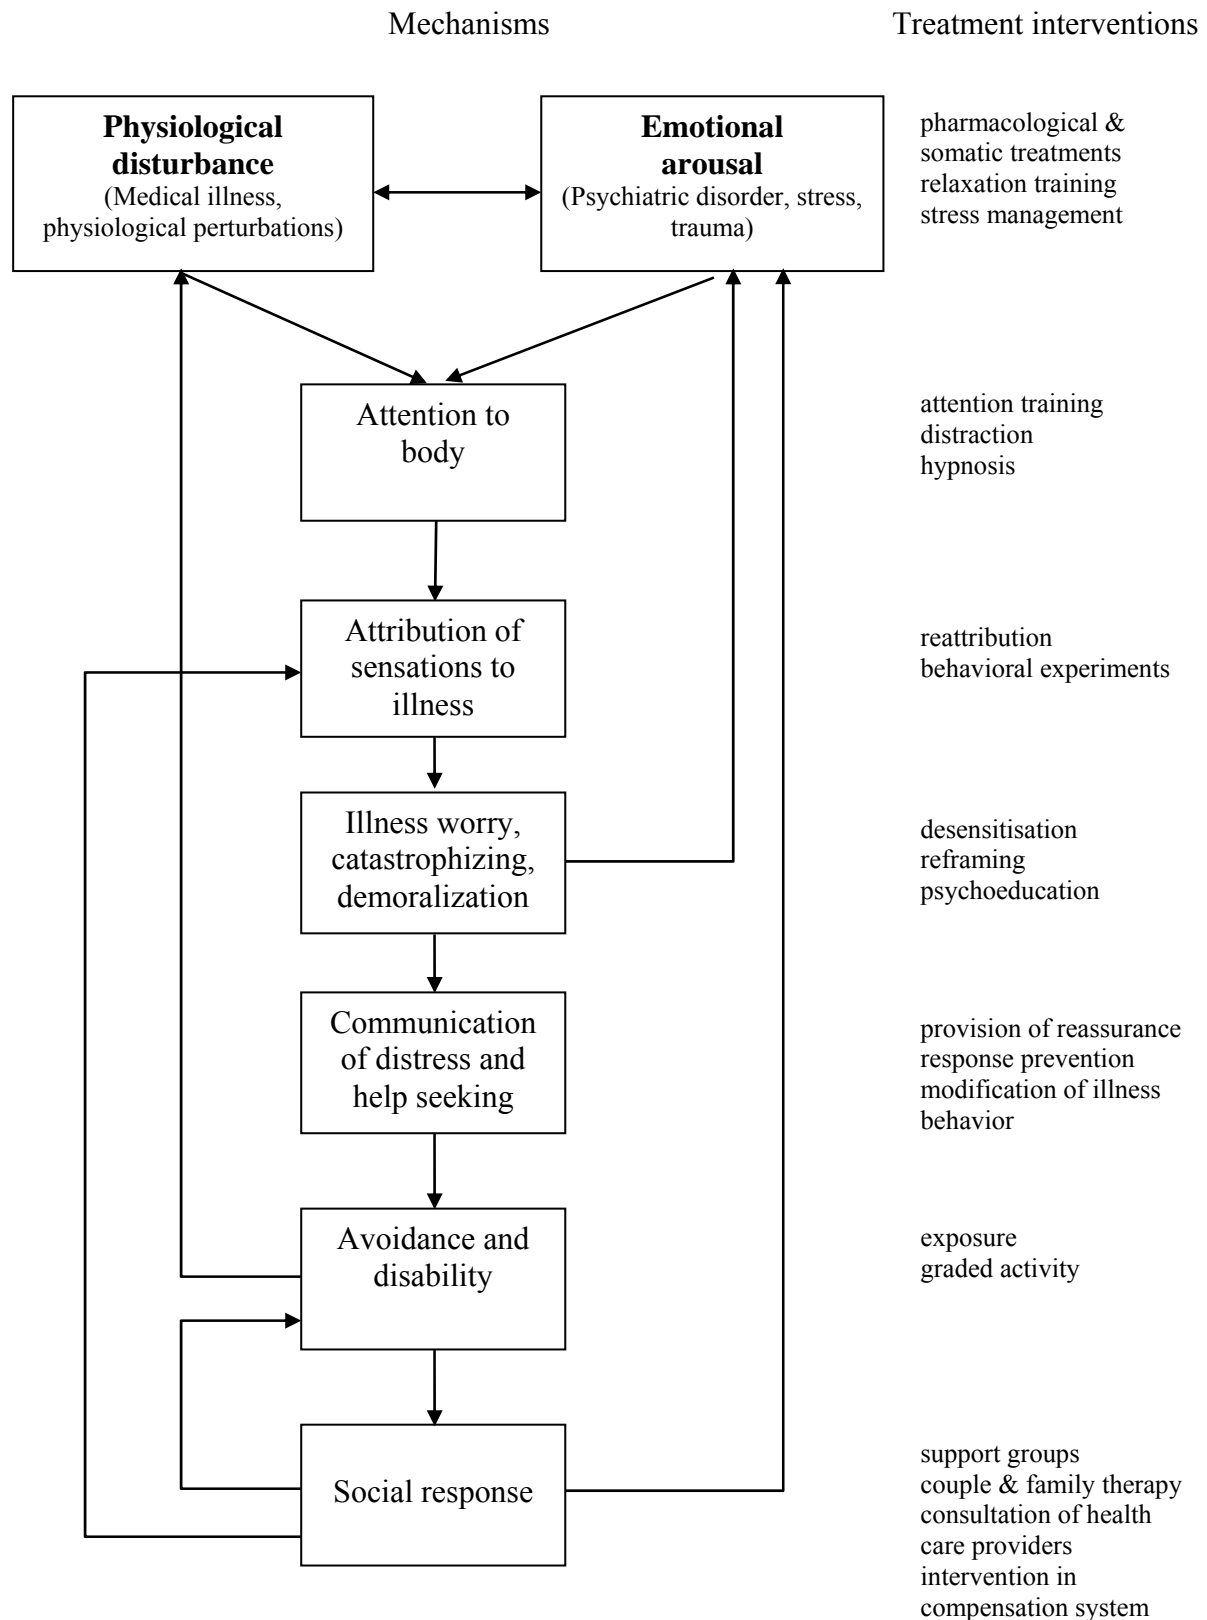 Mechanisms
Treatment interventions
Physiological
disturbance
(Medical illness,
physiological perturbations)
Emotional
arousal
(Psychiatric disorder, stress,
trauma)
pharmacological &
somatic treatments
relaxation training
stress management
Attention to
body
attention training
distraction
hypnosis
Attribution of
sensations to
illness
reattribution
behavioral experiments
Illness worry,
catastrophizing,
demoralization
desensitisation
reframing
psychoeducation
Communication
of distress and
help seeking
provision of reassurance
response prevention
modification of illness
behavior
Avoidance and
disability
exposure
graded activity
Social response
support groups
couple & family therapy
consultation of health
care providers
intervention in
compensation system